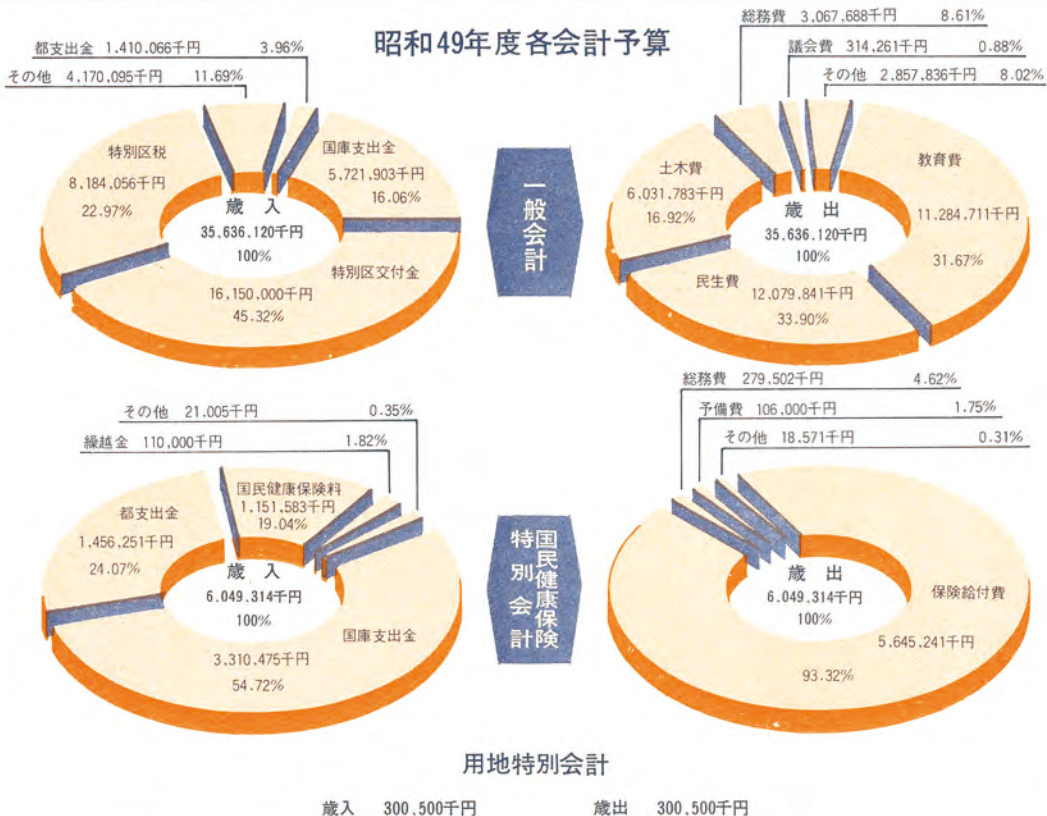 昭和49年度各会計予算
都支出金 1,410,066千円 3.96%
その他 4,170,095千円 11.69%
特別区税
8,184,056千円
22.97%
国庫支出金
5,721,903千円
16.06%
歳入
35,636,120千円
100%
特別区交付金
16,150,000千円
45.32%
一般会計
総務費 3,067,688千円 8.61%
議会費 314,261千円 0.88%
その他 2,857,836千円 8.02%
土木費
6,031,783千円
16.92%
教育費
11,284,711千円
31.67%
歳出
35,636,120千円
100%
民生費
12,079,841千円
33.90%
その他 21,005千円 0.35%
繰越金 110,000千円 1.82%
国民健康保険料
1,151,583千円
19.04%
都支出金
1,456,251千円
24.07%
歳入
6,049,314千円
100%
国庫支出金
3,310,475千円
54.72%
国民健康保険
特別会計
総務費 279,502千円 4.62%
予備費 106,000千円 1.75%
その他 18,571千円 0.31%
歳出
6,049,314千円
100%
保険給付費
5,645,241千円
93.32%
用地特別会計
歳入 300,500千円 歳出 300,500千円